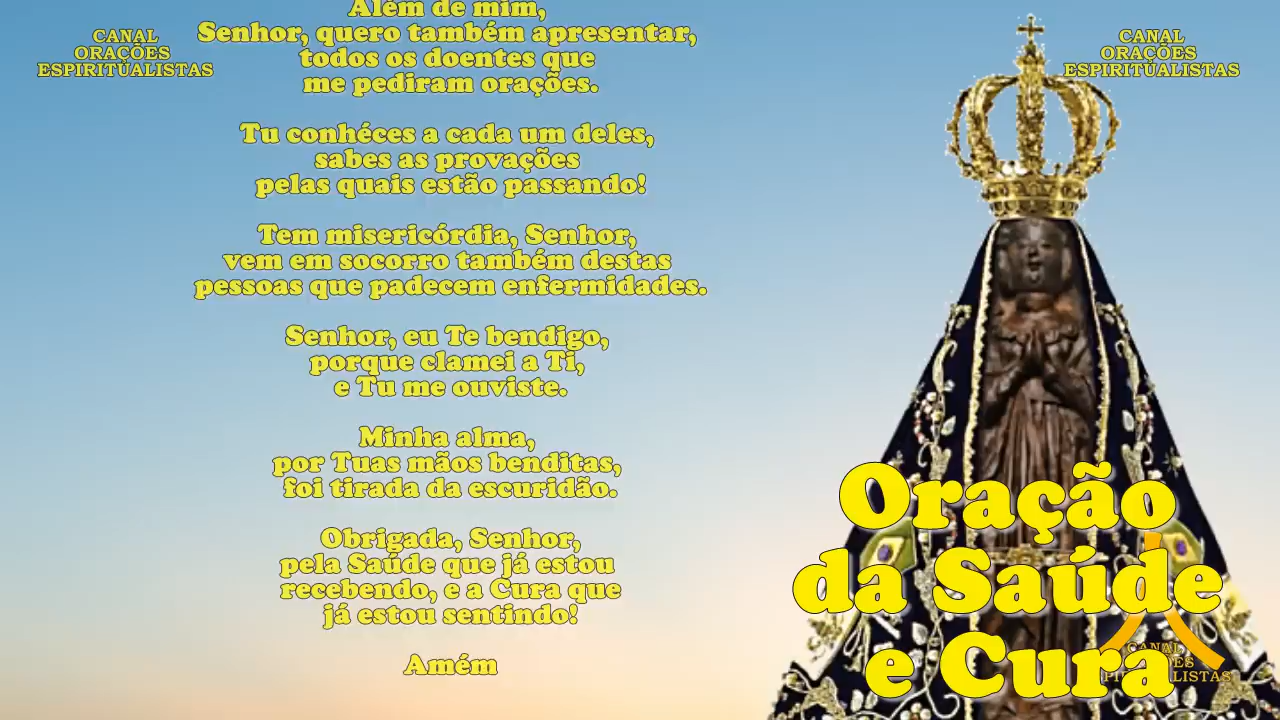 CANAL
ORAÇÕES
ESPIRITUALISTAS
Além de mim,
Senhor, quero também apresentar,
todos os doentes que
me pediram orações.
Tu conhéces a cada um deles,
sabes as provações
pelas quais estão passando!
Tem misericórdia, Senhor,
vem em socorro também destas
pessoas que padecem enfermidades.
Senhor, eu Te bendigo,
porque clamei a Ti,
e Tu me ouviste.
Minha alma,
por Tuas mãos benditas,
foi tirada da escuridão.
Obrigada, Senhor,
pela Saúde que já estou
recebendo, e a Cura que
já estou sentindo!
Amém
CANAL
ORAÇÕES
ESPIRITUALISTAS
Oração
da Saúde
e Cura
CANAL